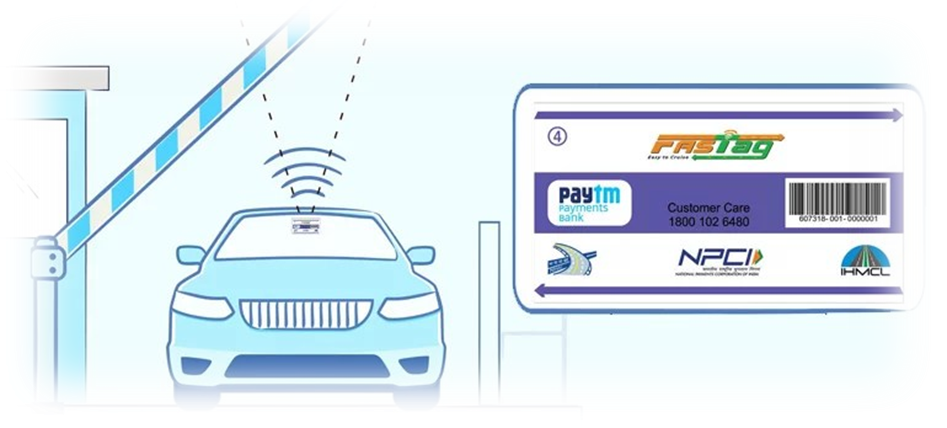 4
FASTag
Easy to Cruise
paytm
payments
bank
Customer Care
1800 102 6480
607318-001-0000001
NPCI
NATIONAL PAYMENTS CORPORATION OF INDIA
IHMCL